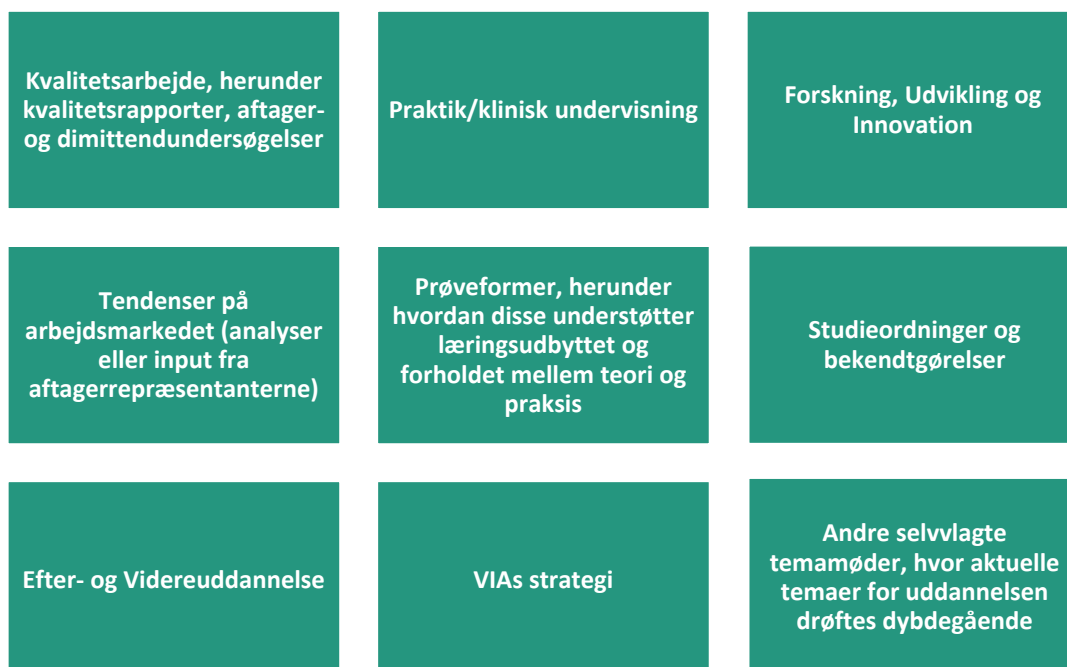 Kvalitetsarbejde, herunder
kvalitetsrapporter, aftager-
og dimittendundersøgelser
Praktik/klinisk undervisning
Forskning, Udvikling og
Innovation
Tendenser på
arbejdsmarkedet (analyser
eller input fra
aftagerrepræsentanterne)
Prøveformer, herunder
hvordan disse understøtter
læringsudbyttet og
forholdet mellem teori og
praksis
Studieordninger og
bekendtgørelser
Efter- og Videreuddannelse
VIAs strategi
Andre selvvlagte
temamøder, hvor aktuelle
temaer for uddannelsen
drøftes dybdegående